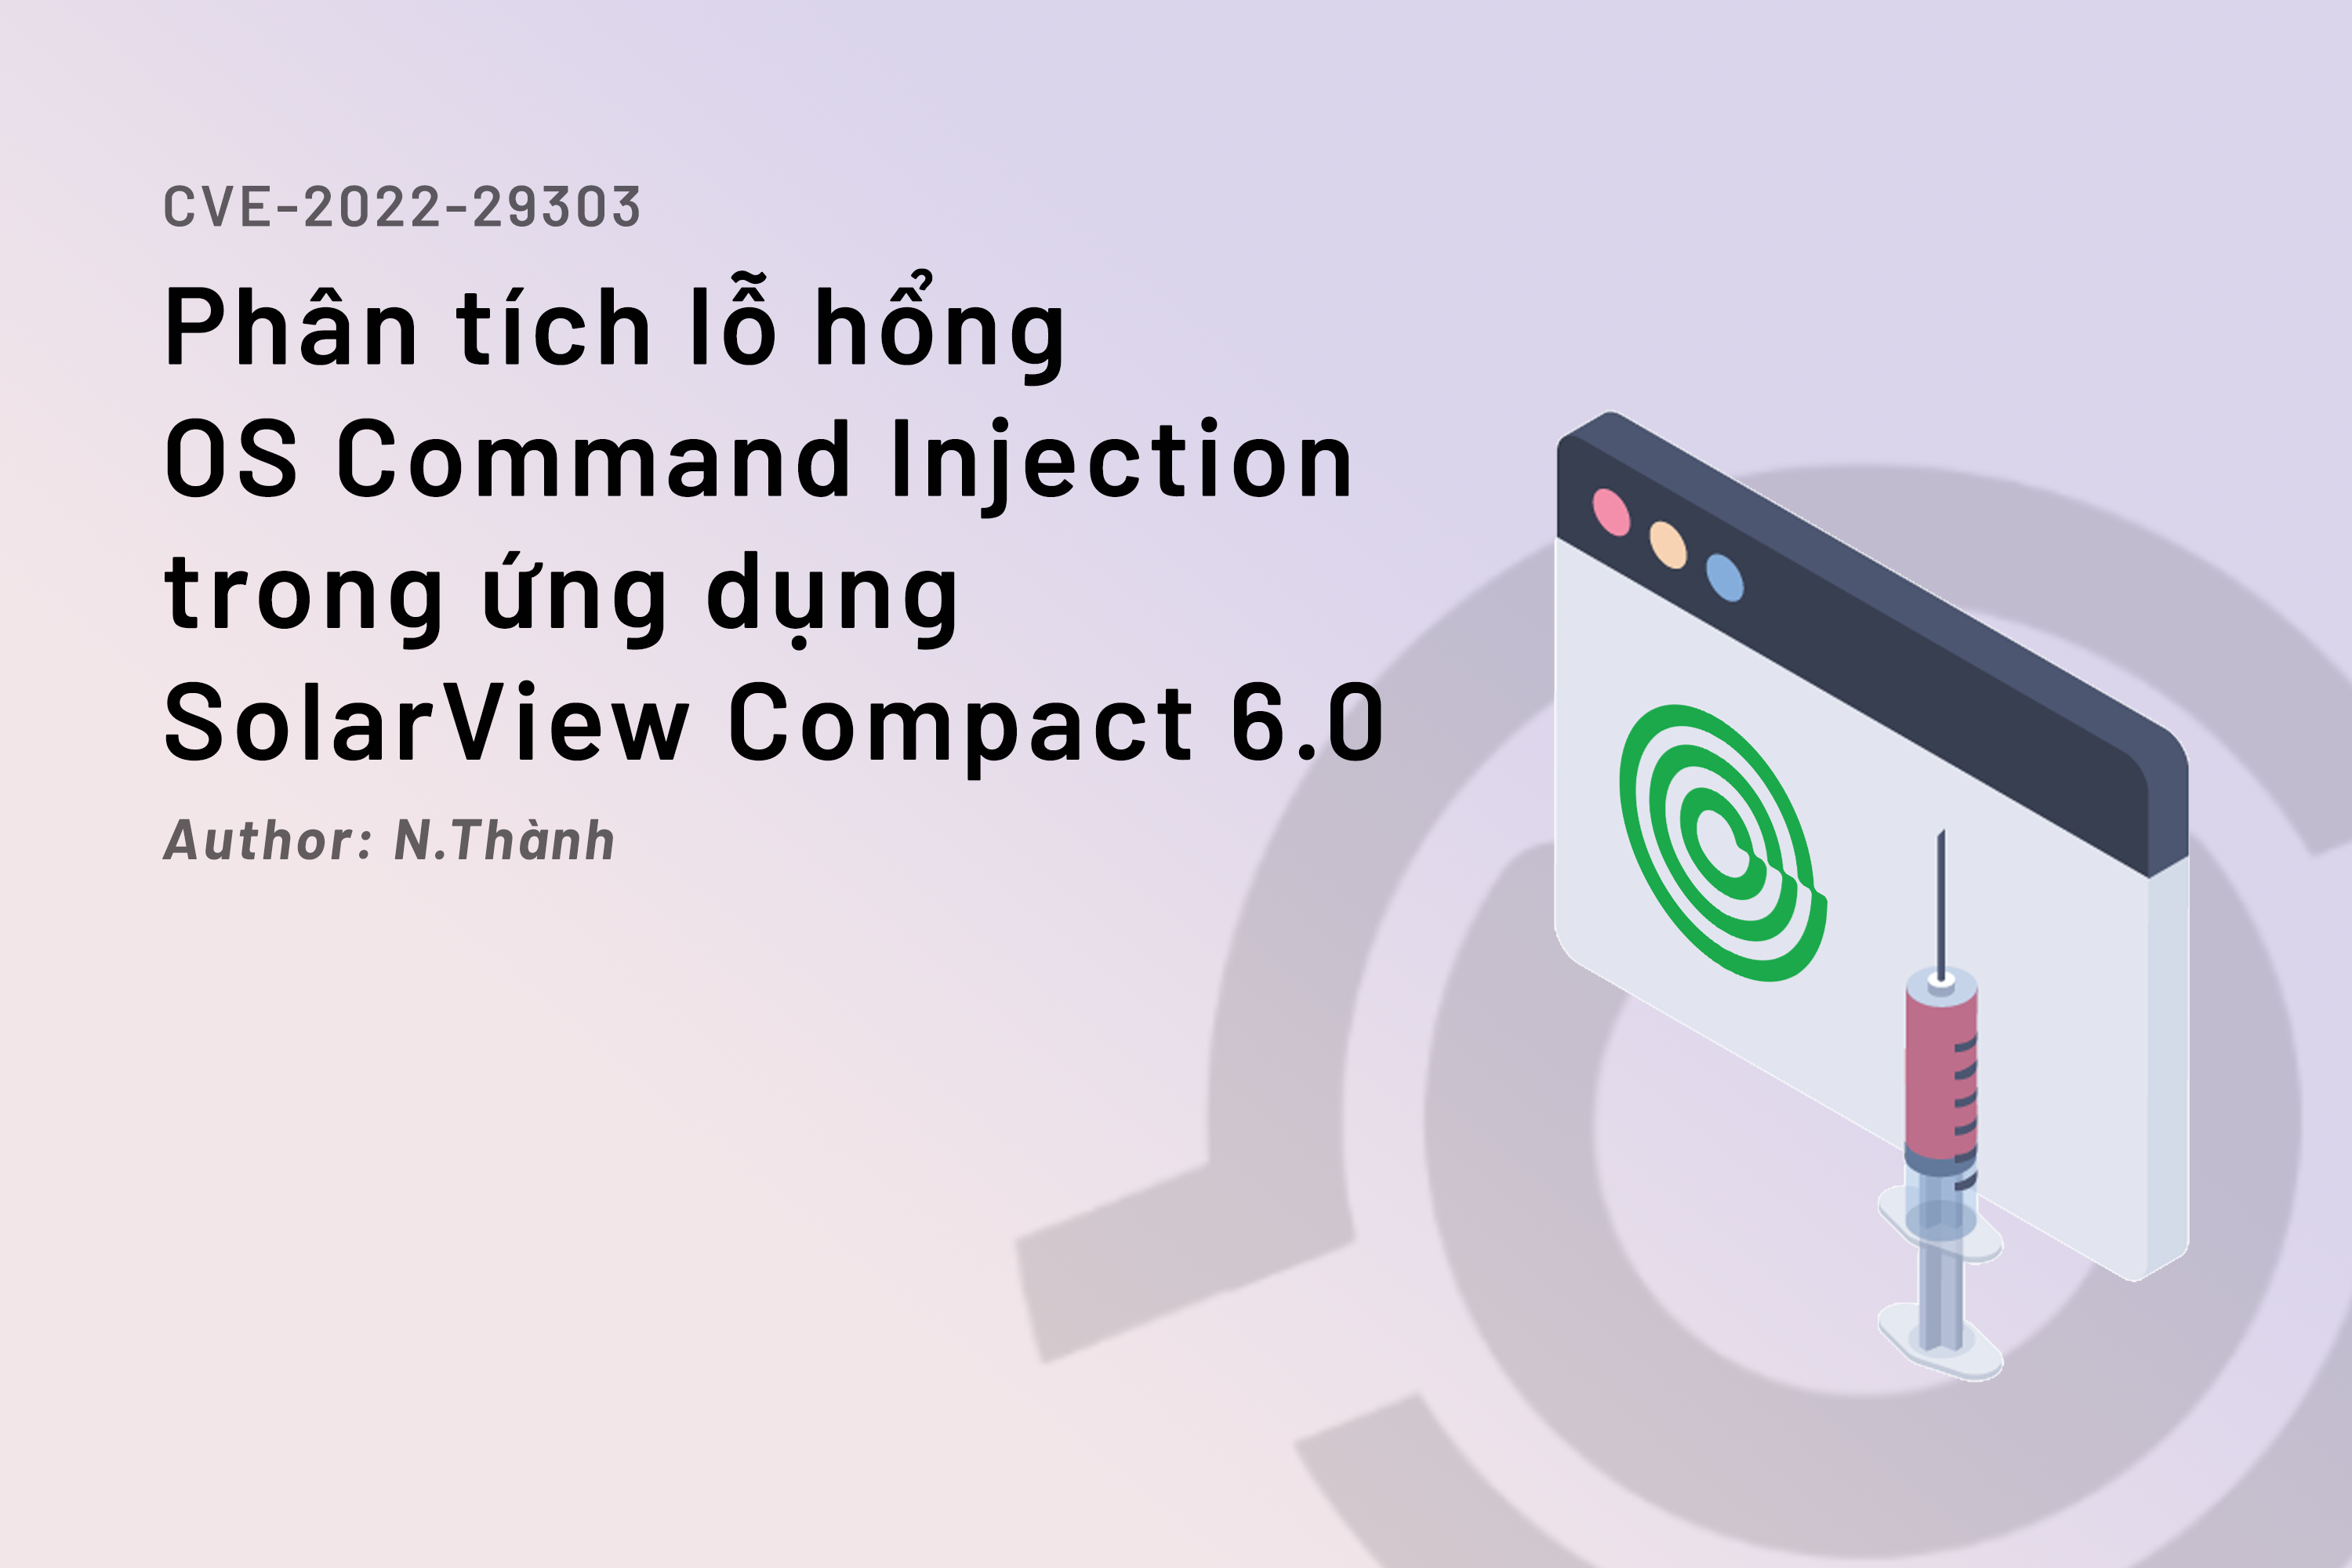 CVE-2022-29303
Phân tích lỗ hổng
OS Command Injection
trong ứng dụng
SolarView Compact 6.0
Author: N.Thành